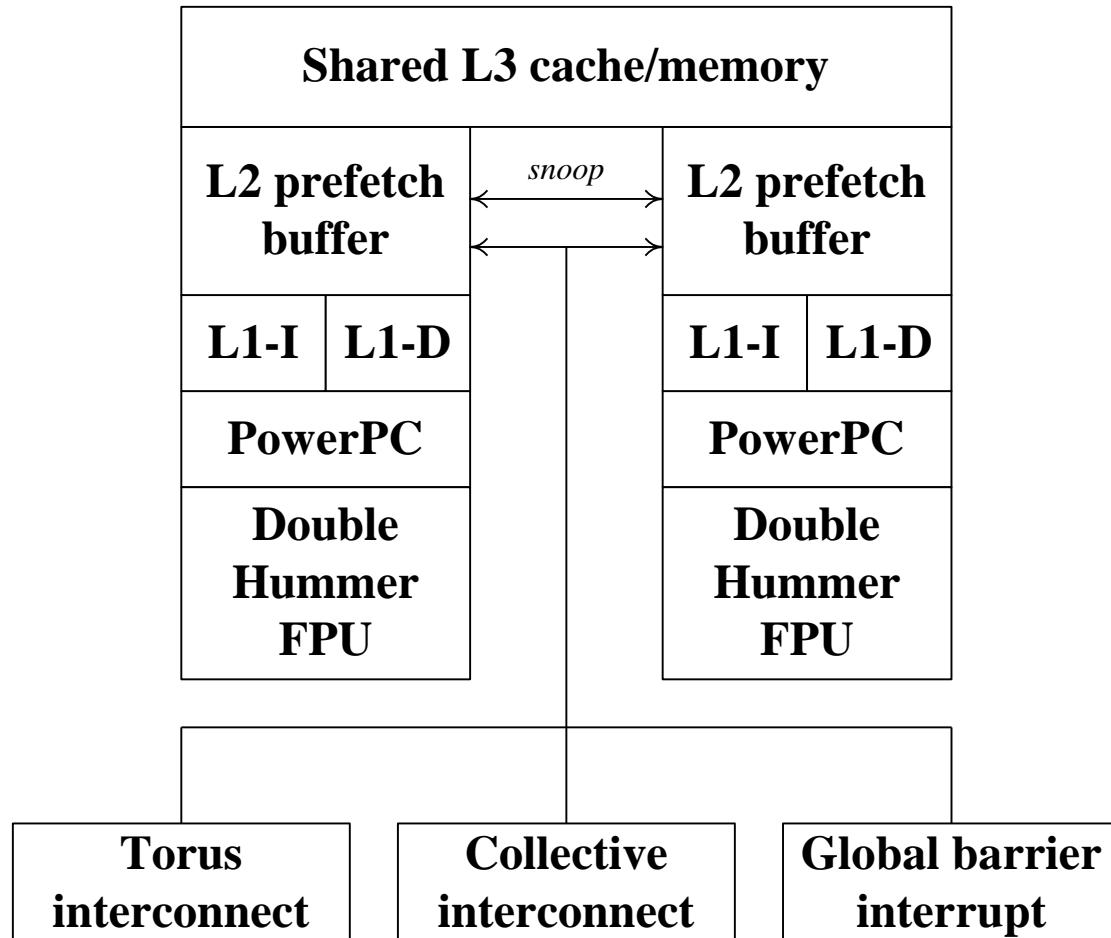 Shared L3 cache/memory
L2 prefetch
buffer
snoop
L2 prefetch
buffer
L1-I
L1-D
L1-I
L1-D
PowerPC
PowerPC
Double
Hummer
FPU
Double
Hummer
FPU
Torus
interconnect
Collective
interconnect
Global barrier
interrupt